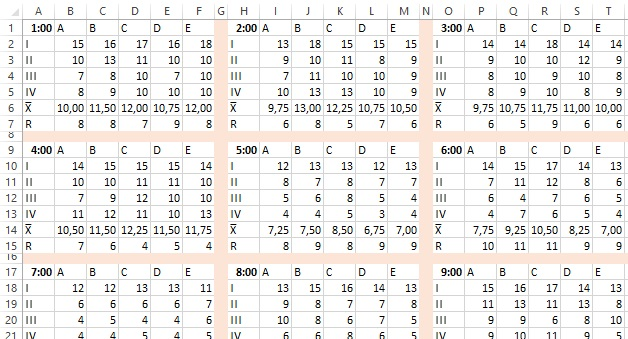 A B C D E F G H I J K L M N O P Q R S T
1 1:00 A B C D E 2:00 A B C D E 3:00 A B C D E
2 I 15 16 17 16 18 I 13 18 15 15 15 I 14 14 18 14 14
3 II 10 13 11 10 10 II 9 10 11 8 9 II 9 10 10 12 9
4 III 7 8 10 7 10 III 7 11 10 10 9 III 8 10 9 10 8
5 IV 8 9 10 10 10 IV 10 13 13 10 9 IV 8 9 10 8 9
6 X̅ 10,00 11,50 12,00 10,75 12,00 X̅ 9,75 13,00 12,25 10,75 10,50 X̅ 9,75 10,75 11,75 11,00 10,00
7 R 8 8 7 9 8 R 6 8 5 7 6 R 6 5 9 6 6
8
9 4:00 A B C D E 5:00 A B C D E 6:00 A B C D E
10 I 14 15 15 15 14 I 12 13 13 12 13 I 14 15 17 14 13
11 II 10 10 11 11 10 II 8 7 8 7 7 II 7 11 12 8 6
12 III 7 9 12 10 10 III 5 6 8 5 4 III 6 4 7 6 5
13 IV 11 12 11 10 13 IV 4 4 5 3 4 IV 4 7 6 5 4
14 X̅ 10,50 11,50 12,25 11,50 11,75 X̅ 7,25 7,50 8,50 6,75 7,00 X̅ 7,75 9,25 10,50 8,25 7,00
15 R 7 6 4 5 4 R 8 9 8 9 9 R 10 11 11 9 9
16
17 7:00 A B C D E 8:00 A B C D E 9:00 A B C D E
18 I 12 12 13 13 11 I 13 15 16 14 13 I 15 16 17 14 13
19 II 6 6 6 6 7 II 9 8 7 7 8 II 11 13 11 13 8
20 III 4 5 4 4 6 III 10 8 6 7 5 III 9 9 6 8 10
21 IV 4 4 5 4 5 IV 6 6 8 6 5 IV 9 10 11 9 5